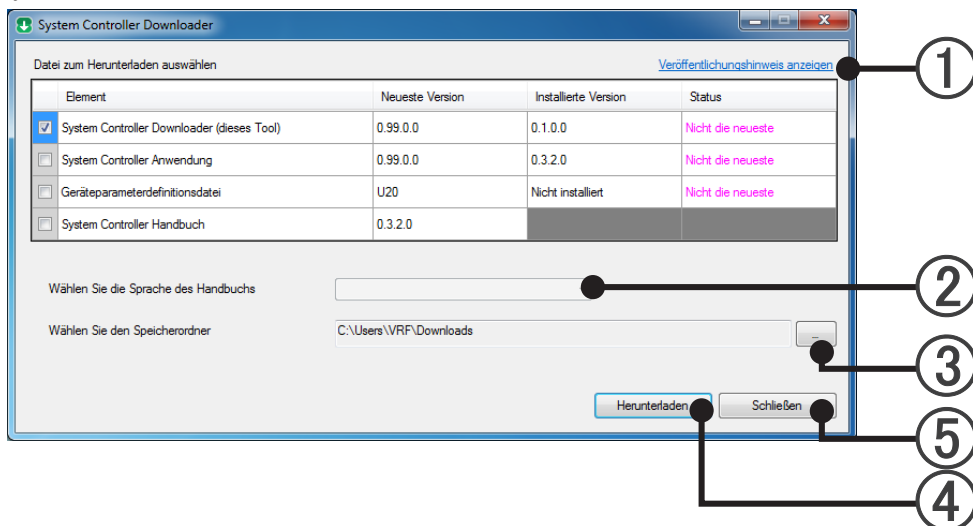 System Controller Downloader
Datei zum Herunterladen auswählen
Veröffentlichungshinweis anzeigen
①
Element Neueste Version Installierte Version Status
System Controller Downloader (dieses Tool) 0.99.0.0 0.1.0.0 Nicht die neueste
System Controller Anwendung 0.99.0.0 0.3.2.0 Nicht die neueste
Geräteparameterdefinitionsdatei U20 Nicht installiert Nicht die neueste
System Controller Handbuch 0.3.2.0
Wählen Sie die Sprache des Handbuchs
②
Wählen Sie den Speicherordner C:\Users\VRF\Downloads
③
Herunterladen Schließen
⑤
④